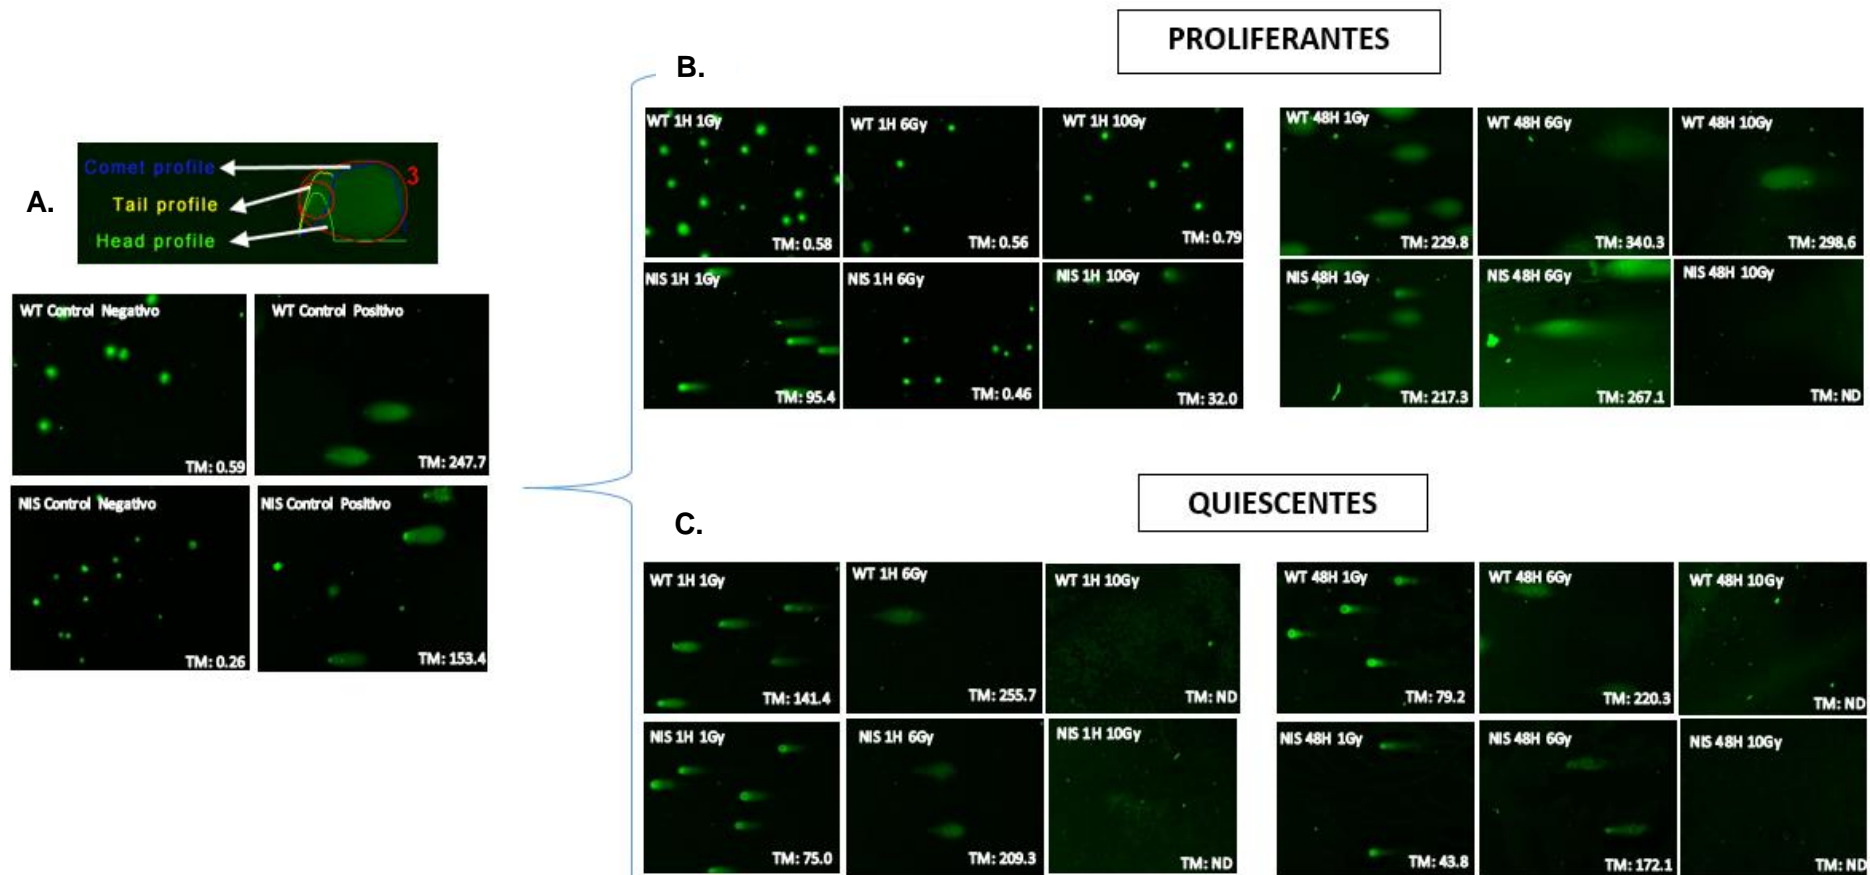 A.
Comet profile
Tail profile
Head profile
3
WT Control Negativo
TM: 0.59
WT Control Positivo
TM: 247.7
NIS Control Negativo
TM: 0.26
NIS Control Positivo
TM: 153.4
B.
PROLIFERANTES
WT 1H 1Gy
TM: 0.58
WT 1H 6Gy
TM: 0.56
WT 1H 10Gy
TM: 0.79
WT 48H 1Gy
TM: 229.8
WT 48H 6Gy
TM: 340.3
WT 48H 10Gy
TM: 298.6
NIS 1H 1Gy
TM: 95.4
NIS 1H 6Gy
TM: 0.46
NIS 1H 10Gy
TM: 32.0
NIS 48H 1Gy
TM: 217.3
NIS 48H 6Gy
TM: 267.1
NIS 48H 10Gy
TM: ND
C.
QUIESCENTES
WT 1H 1Gy
TM: 141.4
WT 1H 6Gy
TM: 255.7
WT 1H 10Gy
TM: ND
WT 48H 1Gy
TM: 79.2
WT 48H 6Gy
TM: 220.3
WT 48H 10Gy
TM: ND
NIS 1H 1Gy
TM: 75.0
NIS 1H 6Gy
TM: 209.3
NIS 1H 10Gy
TM: ND
NIS 48H 1Gy
TM: 43.8
NIS 48H 6Gy
TM: 172.1
NIS 48H 10Gy
TM: ND